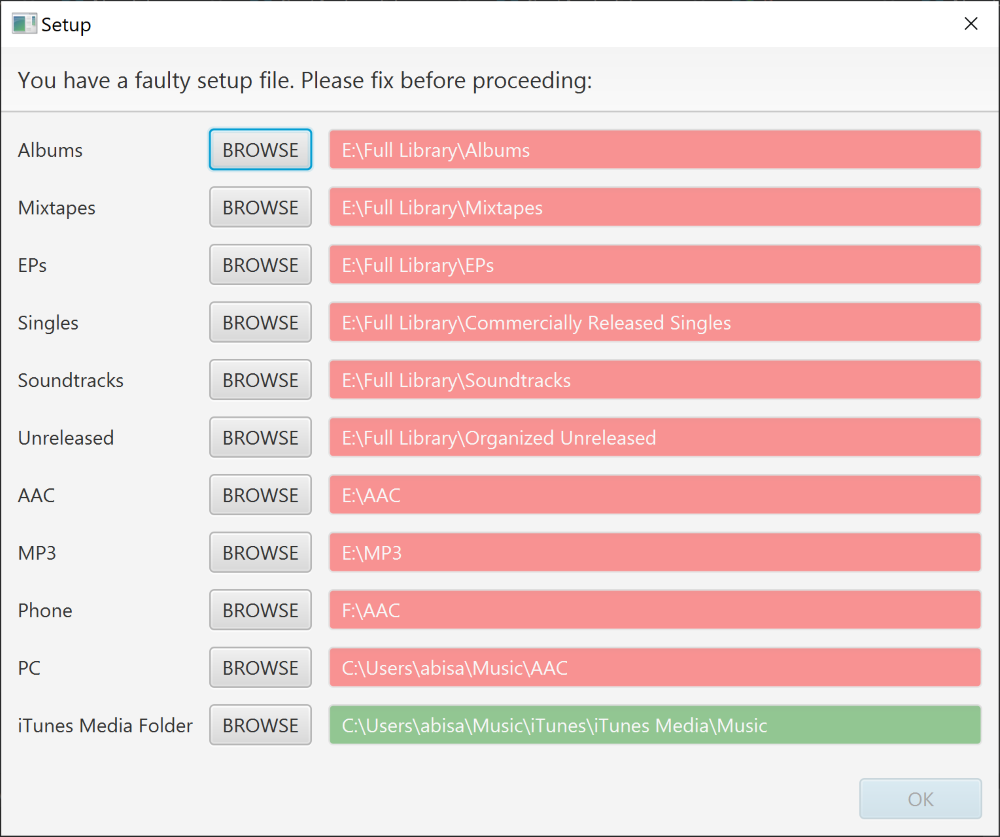 Setup
You have a faulty setup file. Please fix before proceeding:
Albums BROWSE E:\Full Library\Albums
Mixtapes BROWSE E:\Full Library\Mixtapes
EPs BROWSE E:\Full Library\EPs
Singles BROWSE E:\Full Library\Commercially Released Singles
Soundtracks BROWSE E:\Full Library\Soundtracks
Unreleased BROWSE E:\Full Library\Organized Unreleased
AAC BROWSE E:\AAC
MP3 BROWSE E:\MP3
Phone BROWSE F:\AAC
PC BROWSE C:\Users\abisa\Music\AAC
iTunes Media Folder BROWSE C:\Users\abisa\Music\iTunes\iTunes Media\Music
OK